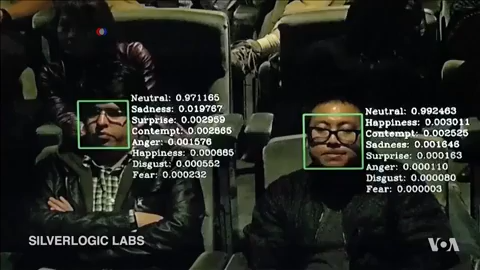 Neutral: 0.971165
Sadness: 0.019767
Surprise: 0.002959
Contempt: 0.002665
Anger: 0.001576
Happiness: 0.000665
Disgust: 0.000552
Fear: 0.000232
Neutral: 0.992463
Happiness: 0.003011
Contempt: 0.002525
Sadness: 0.001646
Surprise: 0.000163
Anger: 0.000110
Disgust: 0.000080
Fear: 0.000003
SILVERLOGIC LABS
VOA